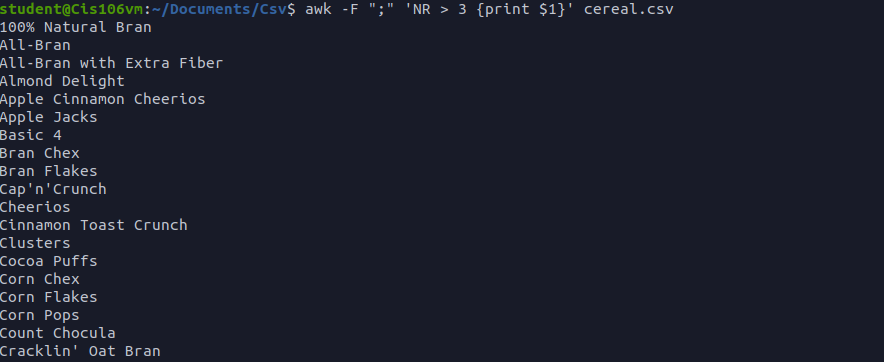 student@Cis106vm:~/Documents/Csv$ awk -F ";" 'NR > 3 {print $1}' cereal.csv
100% Natural Bran
All-Bran
All-Bran with Extra Fiber
Almond Delight
Apple Cinnamon Cheerios
Apple Jacks
Basic 4
Bran Chex
Bran Flakes
Cap'n'Crunch
Cheerios
Cinnamon Toast Crunch
Clusters
Cocoa Puffs
Corn Chex
Corn Flakes
Corn Pops
Count Chocula
Cracklin' Oat Bran